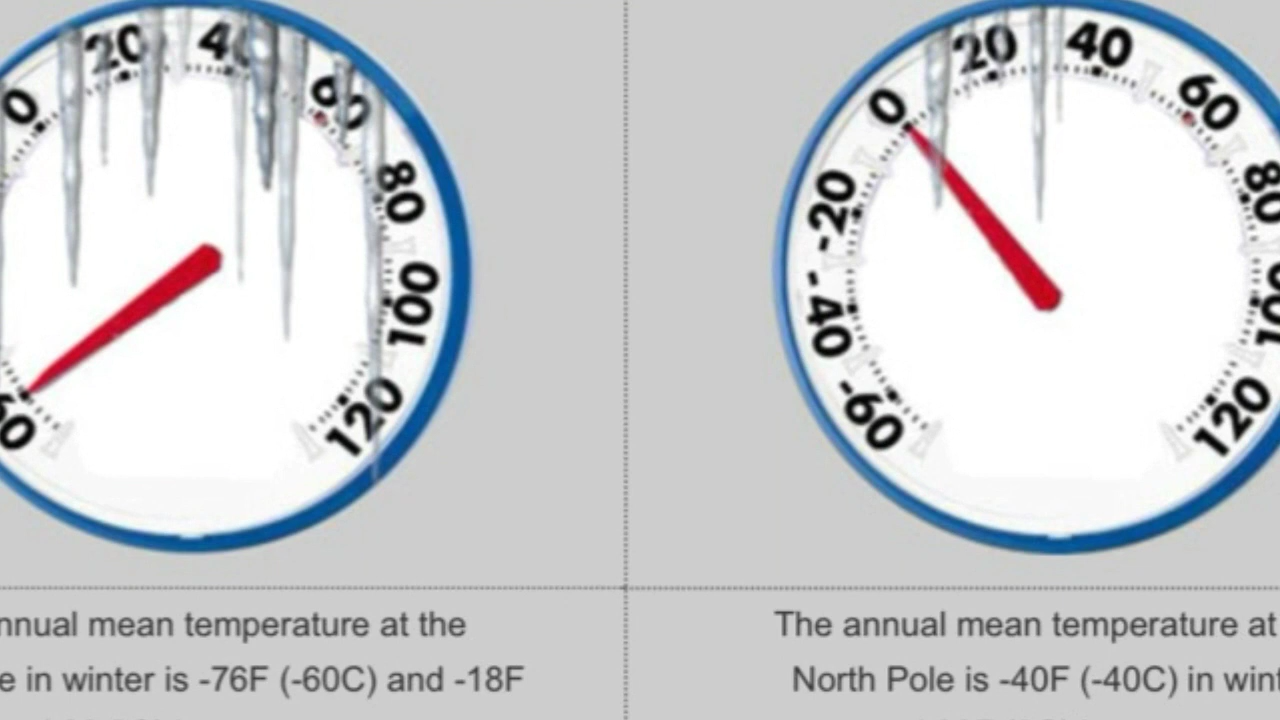 0 20 40 60 80 100 120 60
0 20 40 60 80 100 120 -20 -40 -60
nnual mean temperature at the
e in winter is -76F (-60C) and -18F
The annual mean temperature at
North Pole is -40F (-40C) in wint